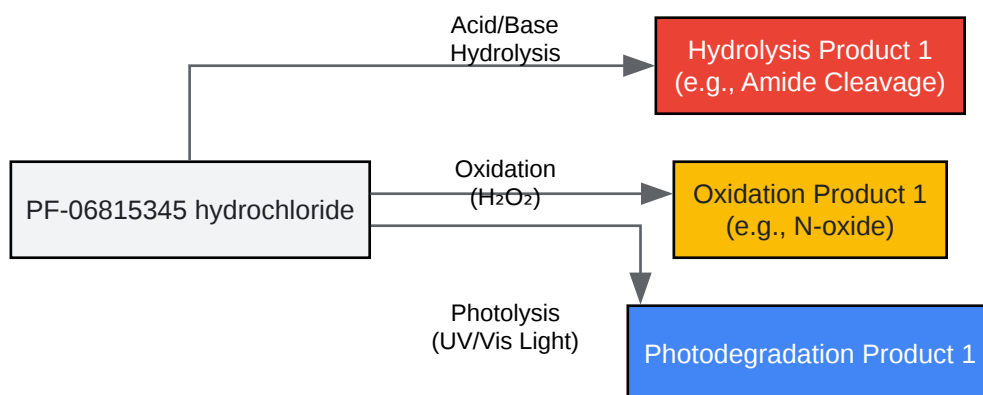 Acid/Base
Hydrolysis
Hydrolysis Product 1
(e.g., Amide Cleavage)
PF-06815345 hydrochloride
Oxidation
(H₂O₂)
Oxidation Product 1
(e.g., N-oxide)
Photolysis
(UV/Vis Light)
Photodegradation Product 1